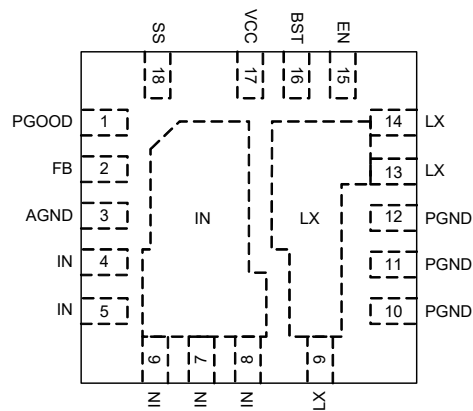 SS VCC BST EN
18 17 16 15
PGOOD 1 14 LX
FB 2 13 LX
AGND 3 IN LX 12 PGND
IN 4 11 PGND
IN 5 10 PGND
6 7 8 9
IN IN IN LX